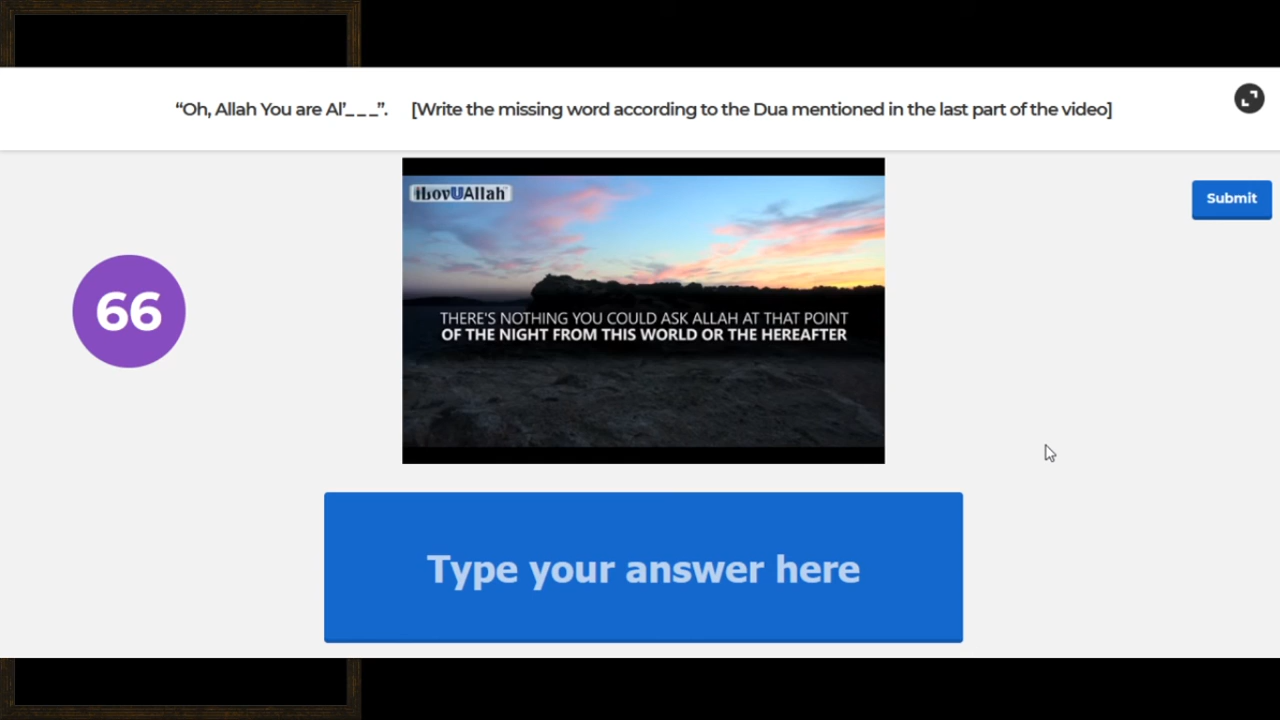 “Oh, Allah You are Al’_ _ _”. [Write the missing word according to the Dua mentioned in the last part of the video]
iLovUAllah
Submit
66
THERE'S NOTHING YOU COULD ASK ALLAH AT THAT POINT
OF THE NIGHT FROM THIS WORLD OR THE HEREAFTER
Type your answer here